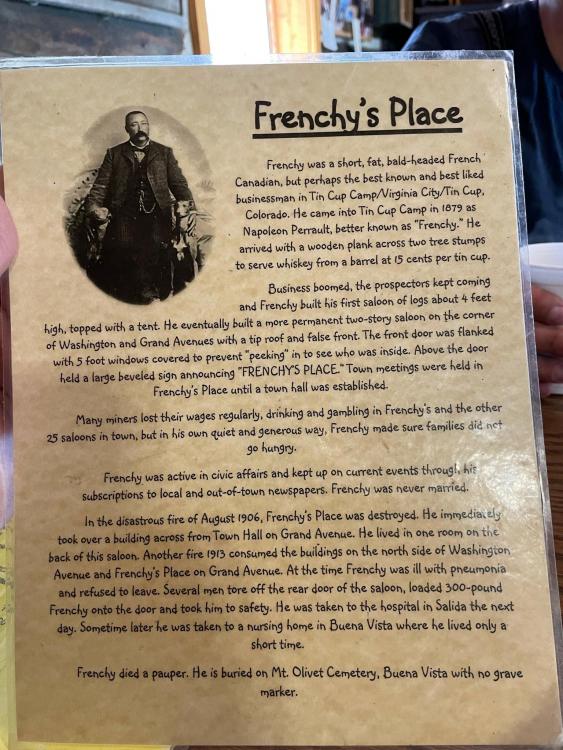 Frenchy's Place
Frenchy was a short, fat, bald-headed French
Canadian, but perhaps the best known and best liked
businessman in Tin Cup Camp/Virginia City/Tin Cup,
Colorado. He came into Tin Cup Camp in 1879 as
Napoleon Perrault, better known as "Frenchy." He
arrived with a wooden plank across two tree stumps
to serve whiskey from a barrel at 15 cents per tin cup.
Business boomed, the prospectors kept coming
and Frenchy built his first saloon of logs about 4 feet
high, topped with a tent. He eventually built a more permanent two-story saloon on the corner
of Washington and Grand Avenues with a tip roof and false front. The front door was flanked
with 5 foot windows covered to prevent "peeking" in to see who was inside. Above the door
held a large beveled sign announcing "FRENCHY'S PLACE." Town meetings were held in
Frenchy's Place until a town hall was established.
Many miners lost their wages regularly, drinking and gambling in Frenchy's and the other
25 saloons in town, but in his own quiet and generous way, Frenchy made sure families did not
go hungry.
Frenchy was active in civic affairs and kept up on current events through his
subscriptions to local and out-of-town newspapers. Frenchy was never married.
In the disastrous fire of August 1906, Frenchy's Place was destroyed. He immediately
took over a building across from Town Hall on Grand Avenue. He lived in one room on the
back of this saloon. Another fire 1913 consumed the buildings on the north side of Washington
Avenue and Frenchy's Place on Grand Avenue. At the time Frenchy was ill with pneumonia
and refused to leave. Several men tore off the rear door of the saloon, loaded 300-pound
Frenchy onto the door and took him to safety. He was taken to the hospital in Salida the next
day. Sometime later he was taken to a nursing home in Buena Vista where he lived only a
short time.
Frenchy died a pauper. He is buried on Mt. Olivet Cemetery, Buena Vista with no grave
marker.